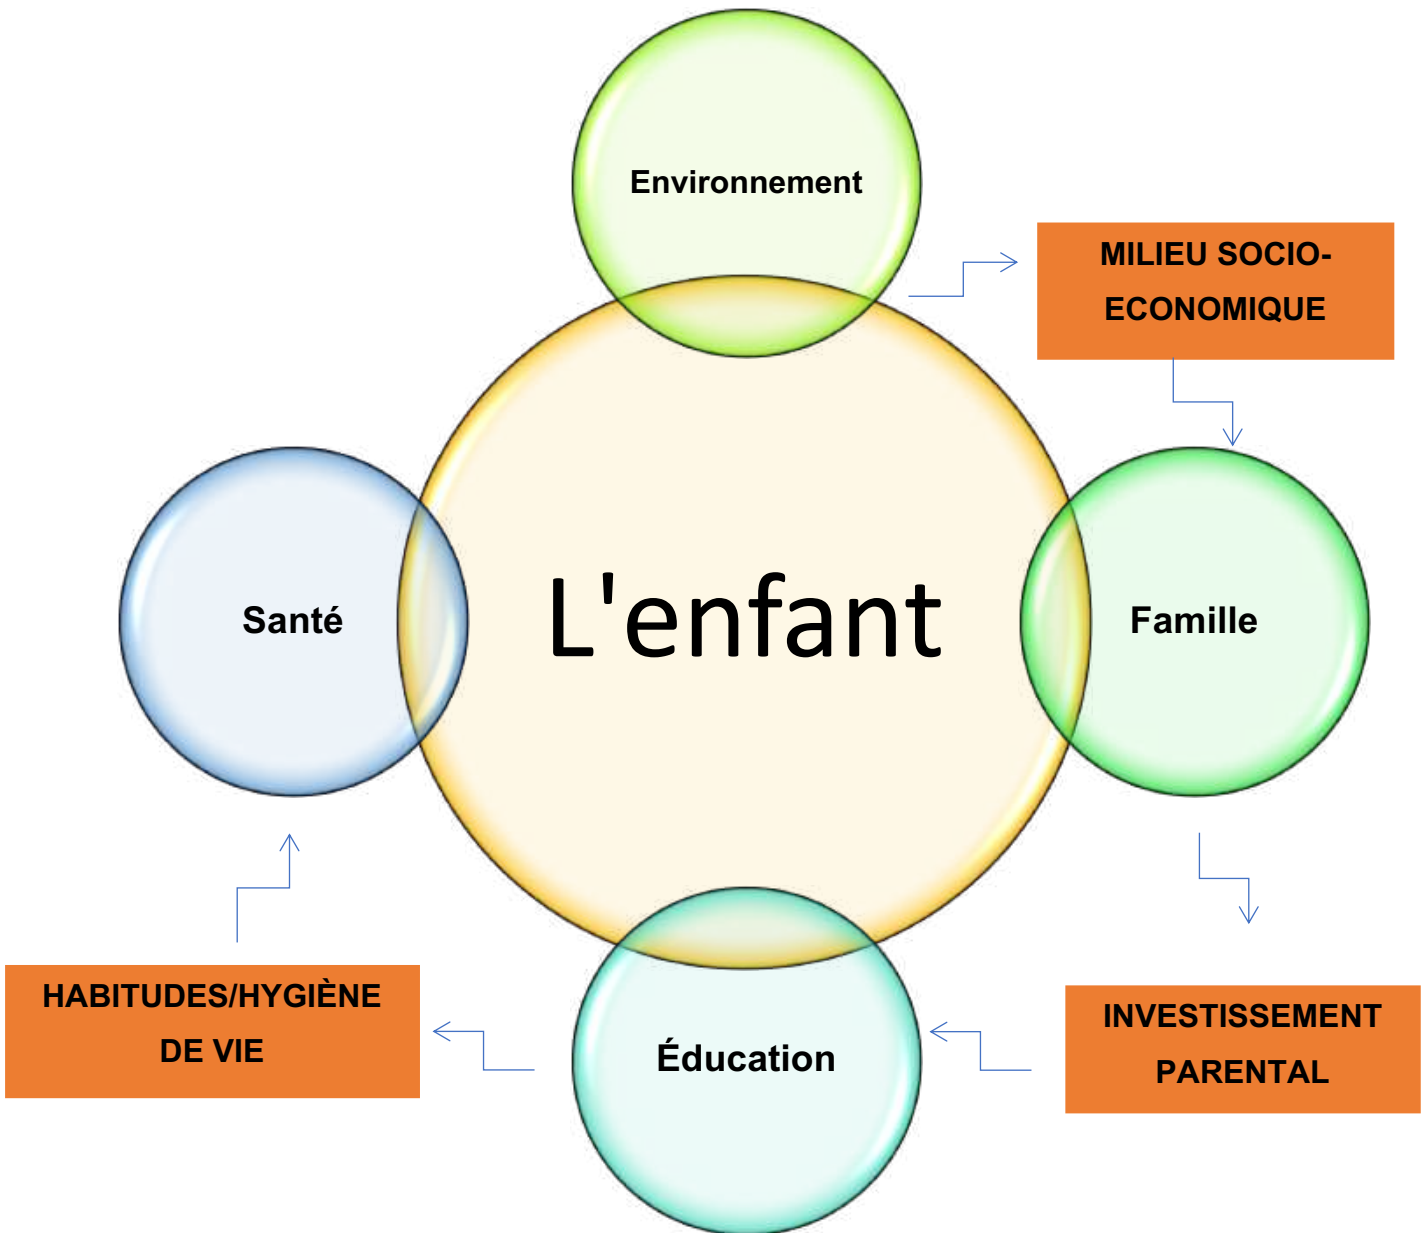 Environnement
MILIEU SOCIO-
ECONOMIQUE
Santé
L'enfant
Famille
HABITUDES/HYGIÈNE
DE VIE
Éducation
INVESTISSEMENT
PARENTAL